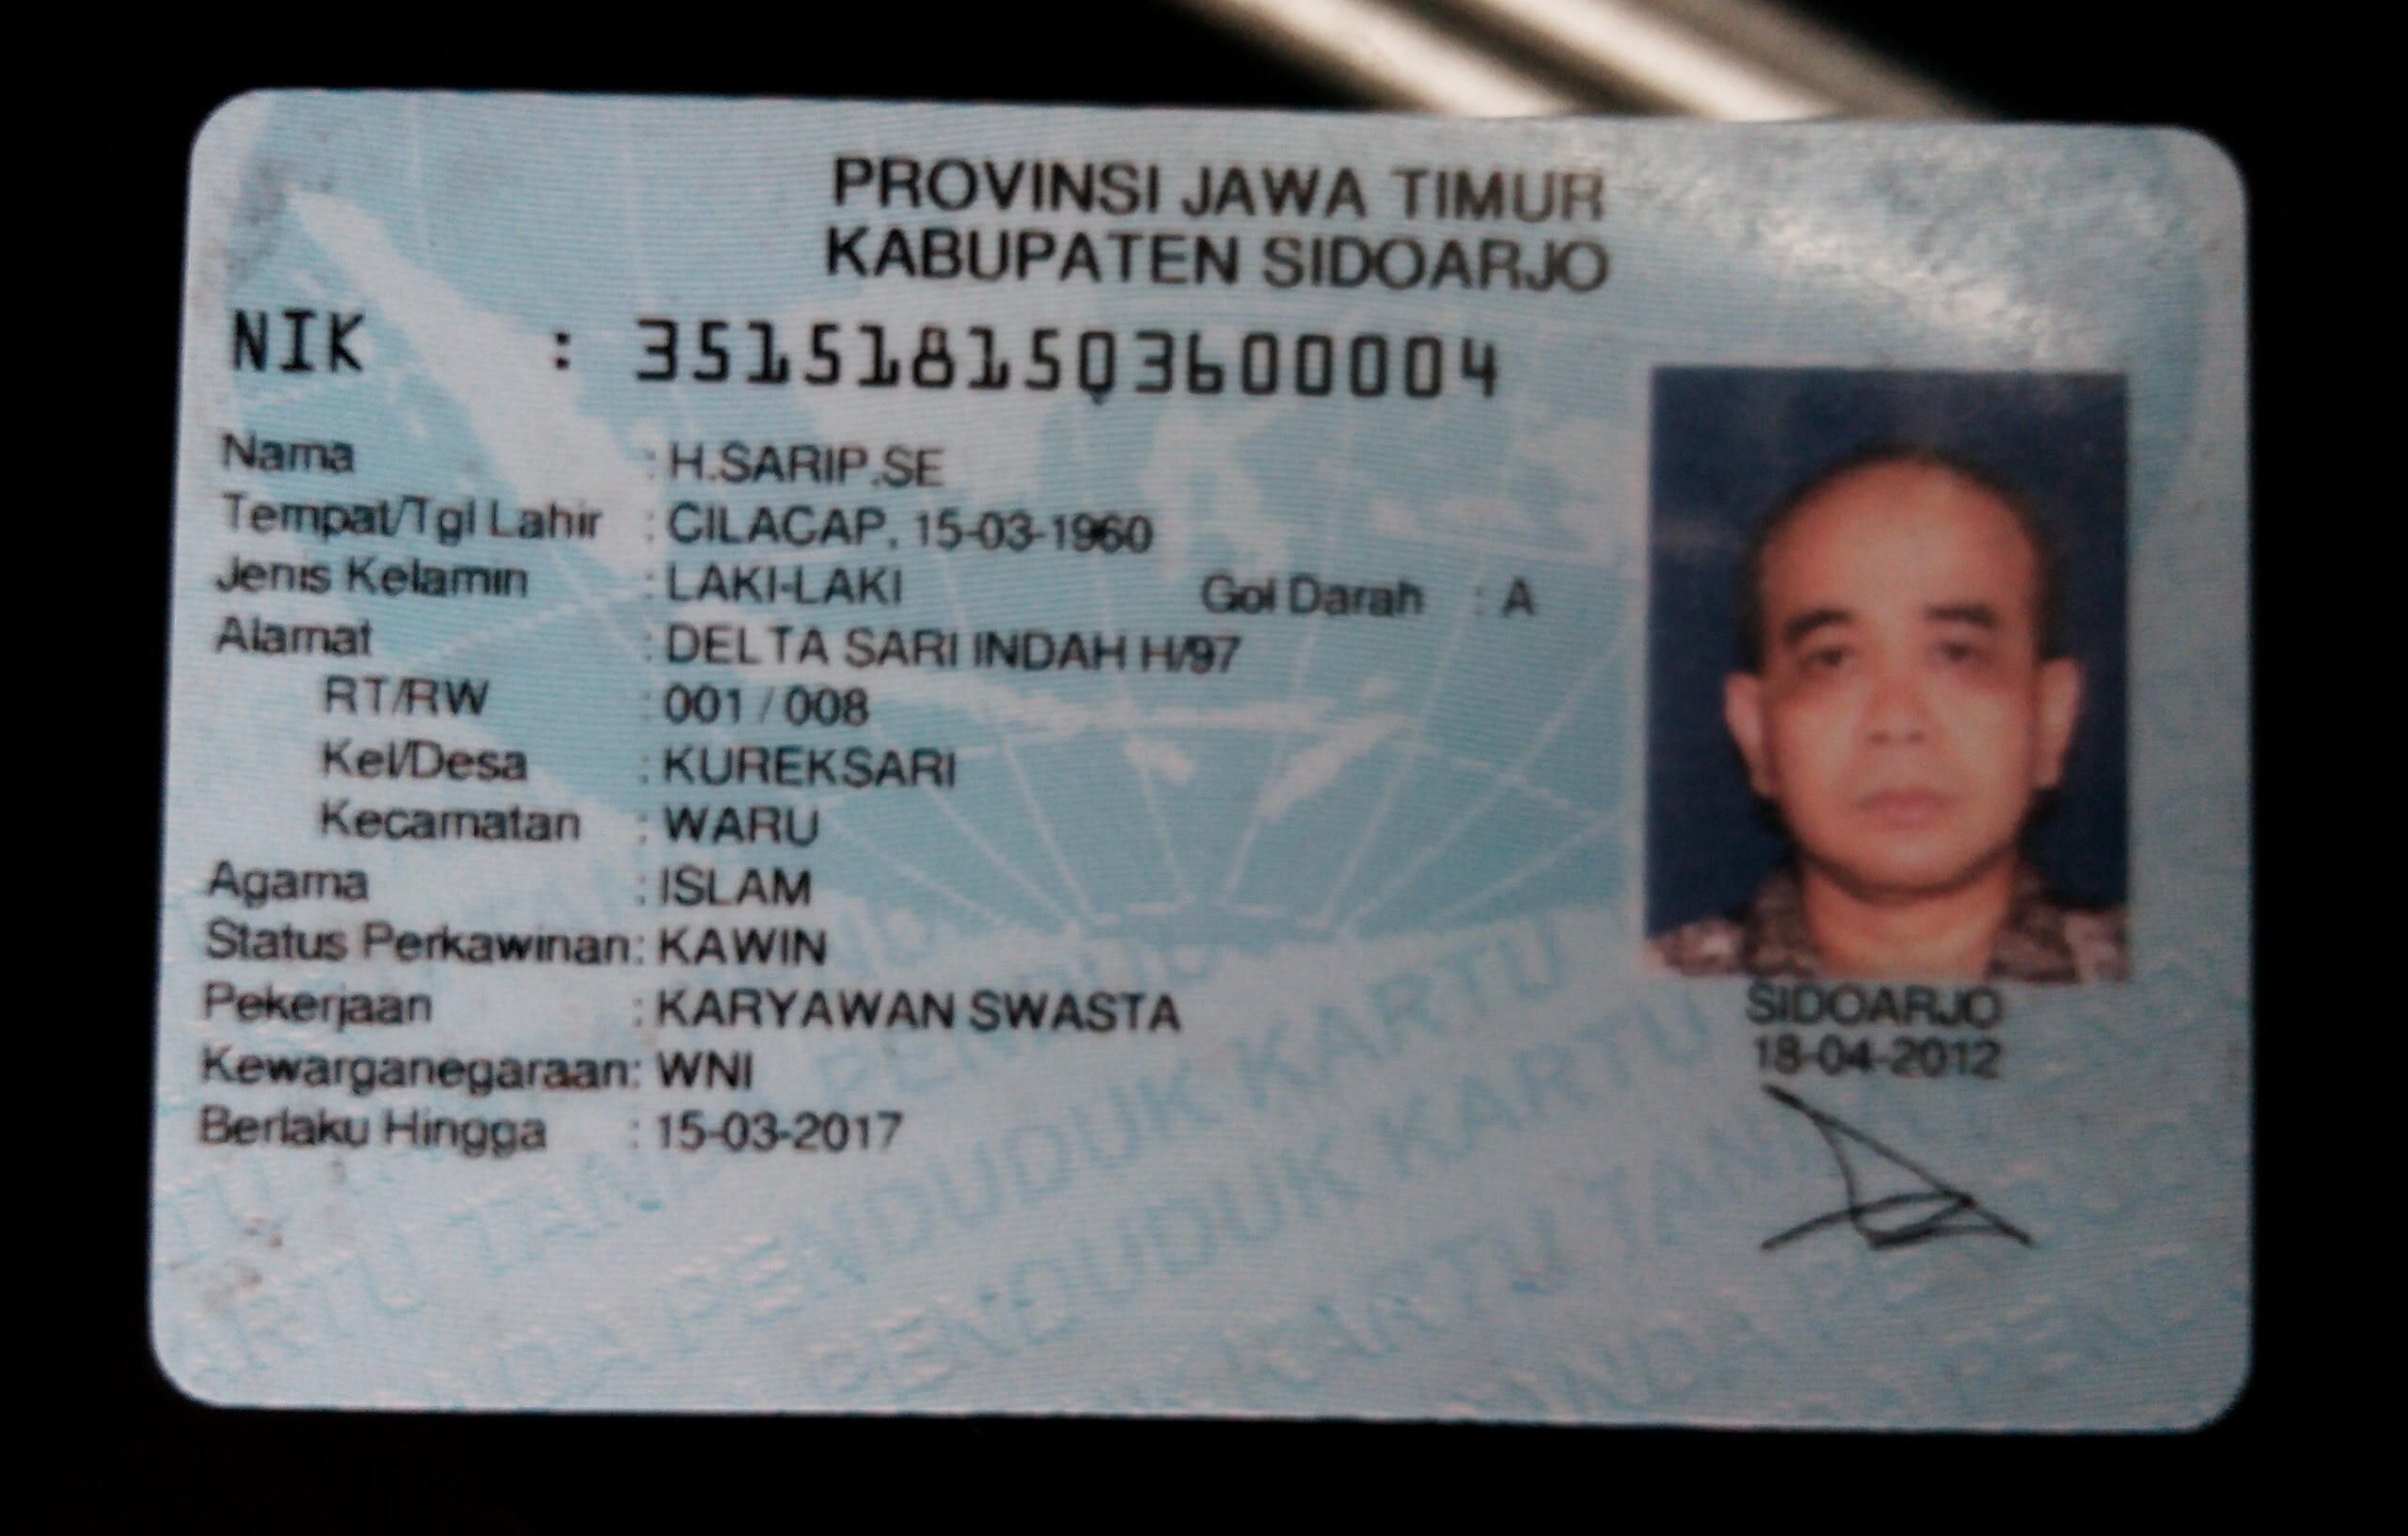 PROVINSI JAWA TIMUR
KABUPATEN SIDOARJO
NIK : 3515181503600004
Nama : H.SARIP.SE
Tempat/Tgl Lahir : CILACAP, 15-03-1960
Jenis Kelamin : LAKI-LAKI Gol Darah : A
Alamat : DELTA SARI INDAH H/97
RT/RW : 001 / 008
Kel/Desa : KUREKSARI
Kecamatan : WARU
Agama : ISLAM
Status Perkawinan : KAWIN
Pekerjaan : KARYAWAN SWASTA
Kewarganegaraan : WNI
Berlaku Hingga : 15-03-2017
SIDOARJO
18-04-2012
PENDUDUK KARTU
PENDUDUK KARTU
KARTU TANDA